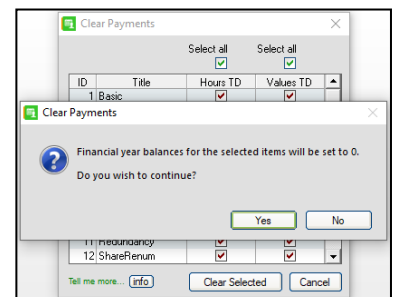 Clear Payments
Select all Select all
ID Title Hours TD Values TD
1 Basic
Clear Payments
Financial year balances for the selected items will be set to 0.
Do you wish to continue?
Yes No
11 Redundancy
12 ShareRenum
Tell me more... info Clear Selected Cancel